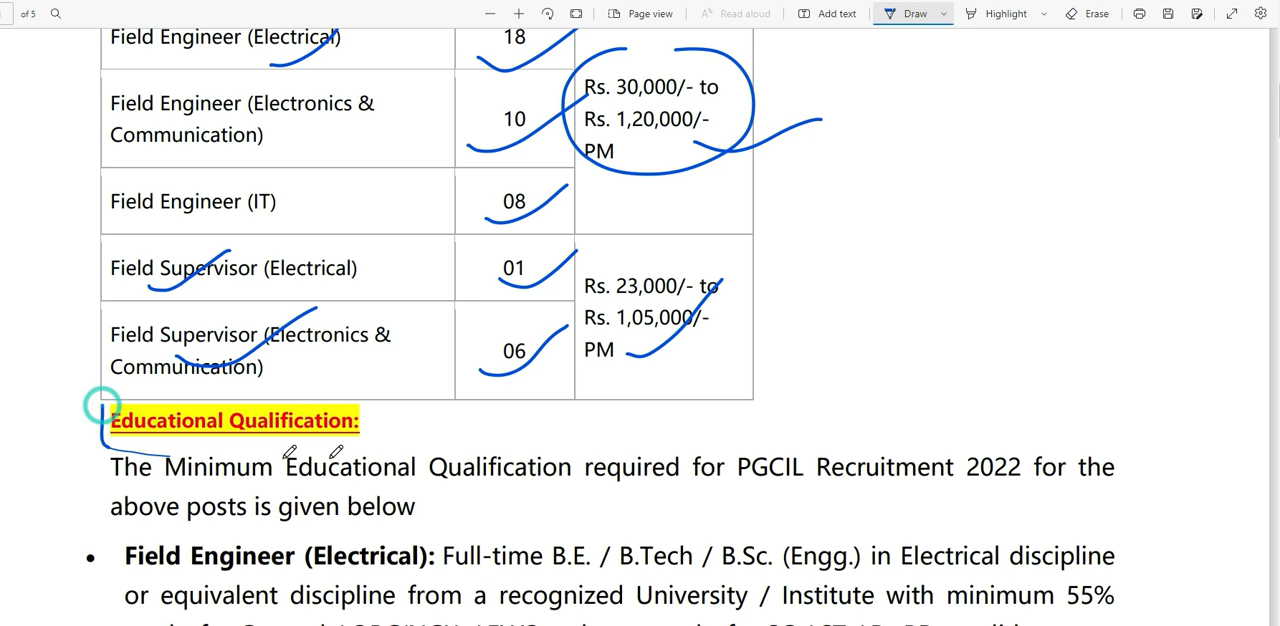 of 5
Page view
Read aloud
Add text
Draw
Highlight
Erase
Field Engineer (Electrical)
18
Rs. 30,000/- to
Rs. 1,20,000/-
PM
Field Engineer (Electronics &
Communication)
10
Field Engineer (IT)
08
Field Supervisor (Electrical)
01
Rs. 23,000/- to
Rs. 1,05,000/-
PM
Field Supervisor (Electronics &
Communication)
06
Educational Qualification:
The Minimum Educational Qualification required for PGCIL Recruitment 2022 for the
above posts is given below
• Field Engineer (Electrical): Full-time B.E. / B.Tech / B.Sc. (Engg.) in Electrical discipline
or equivalent discipline from a recognized University / Institute with minimum 55%